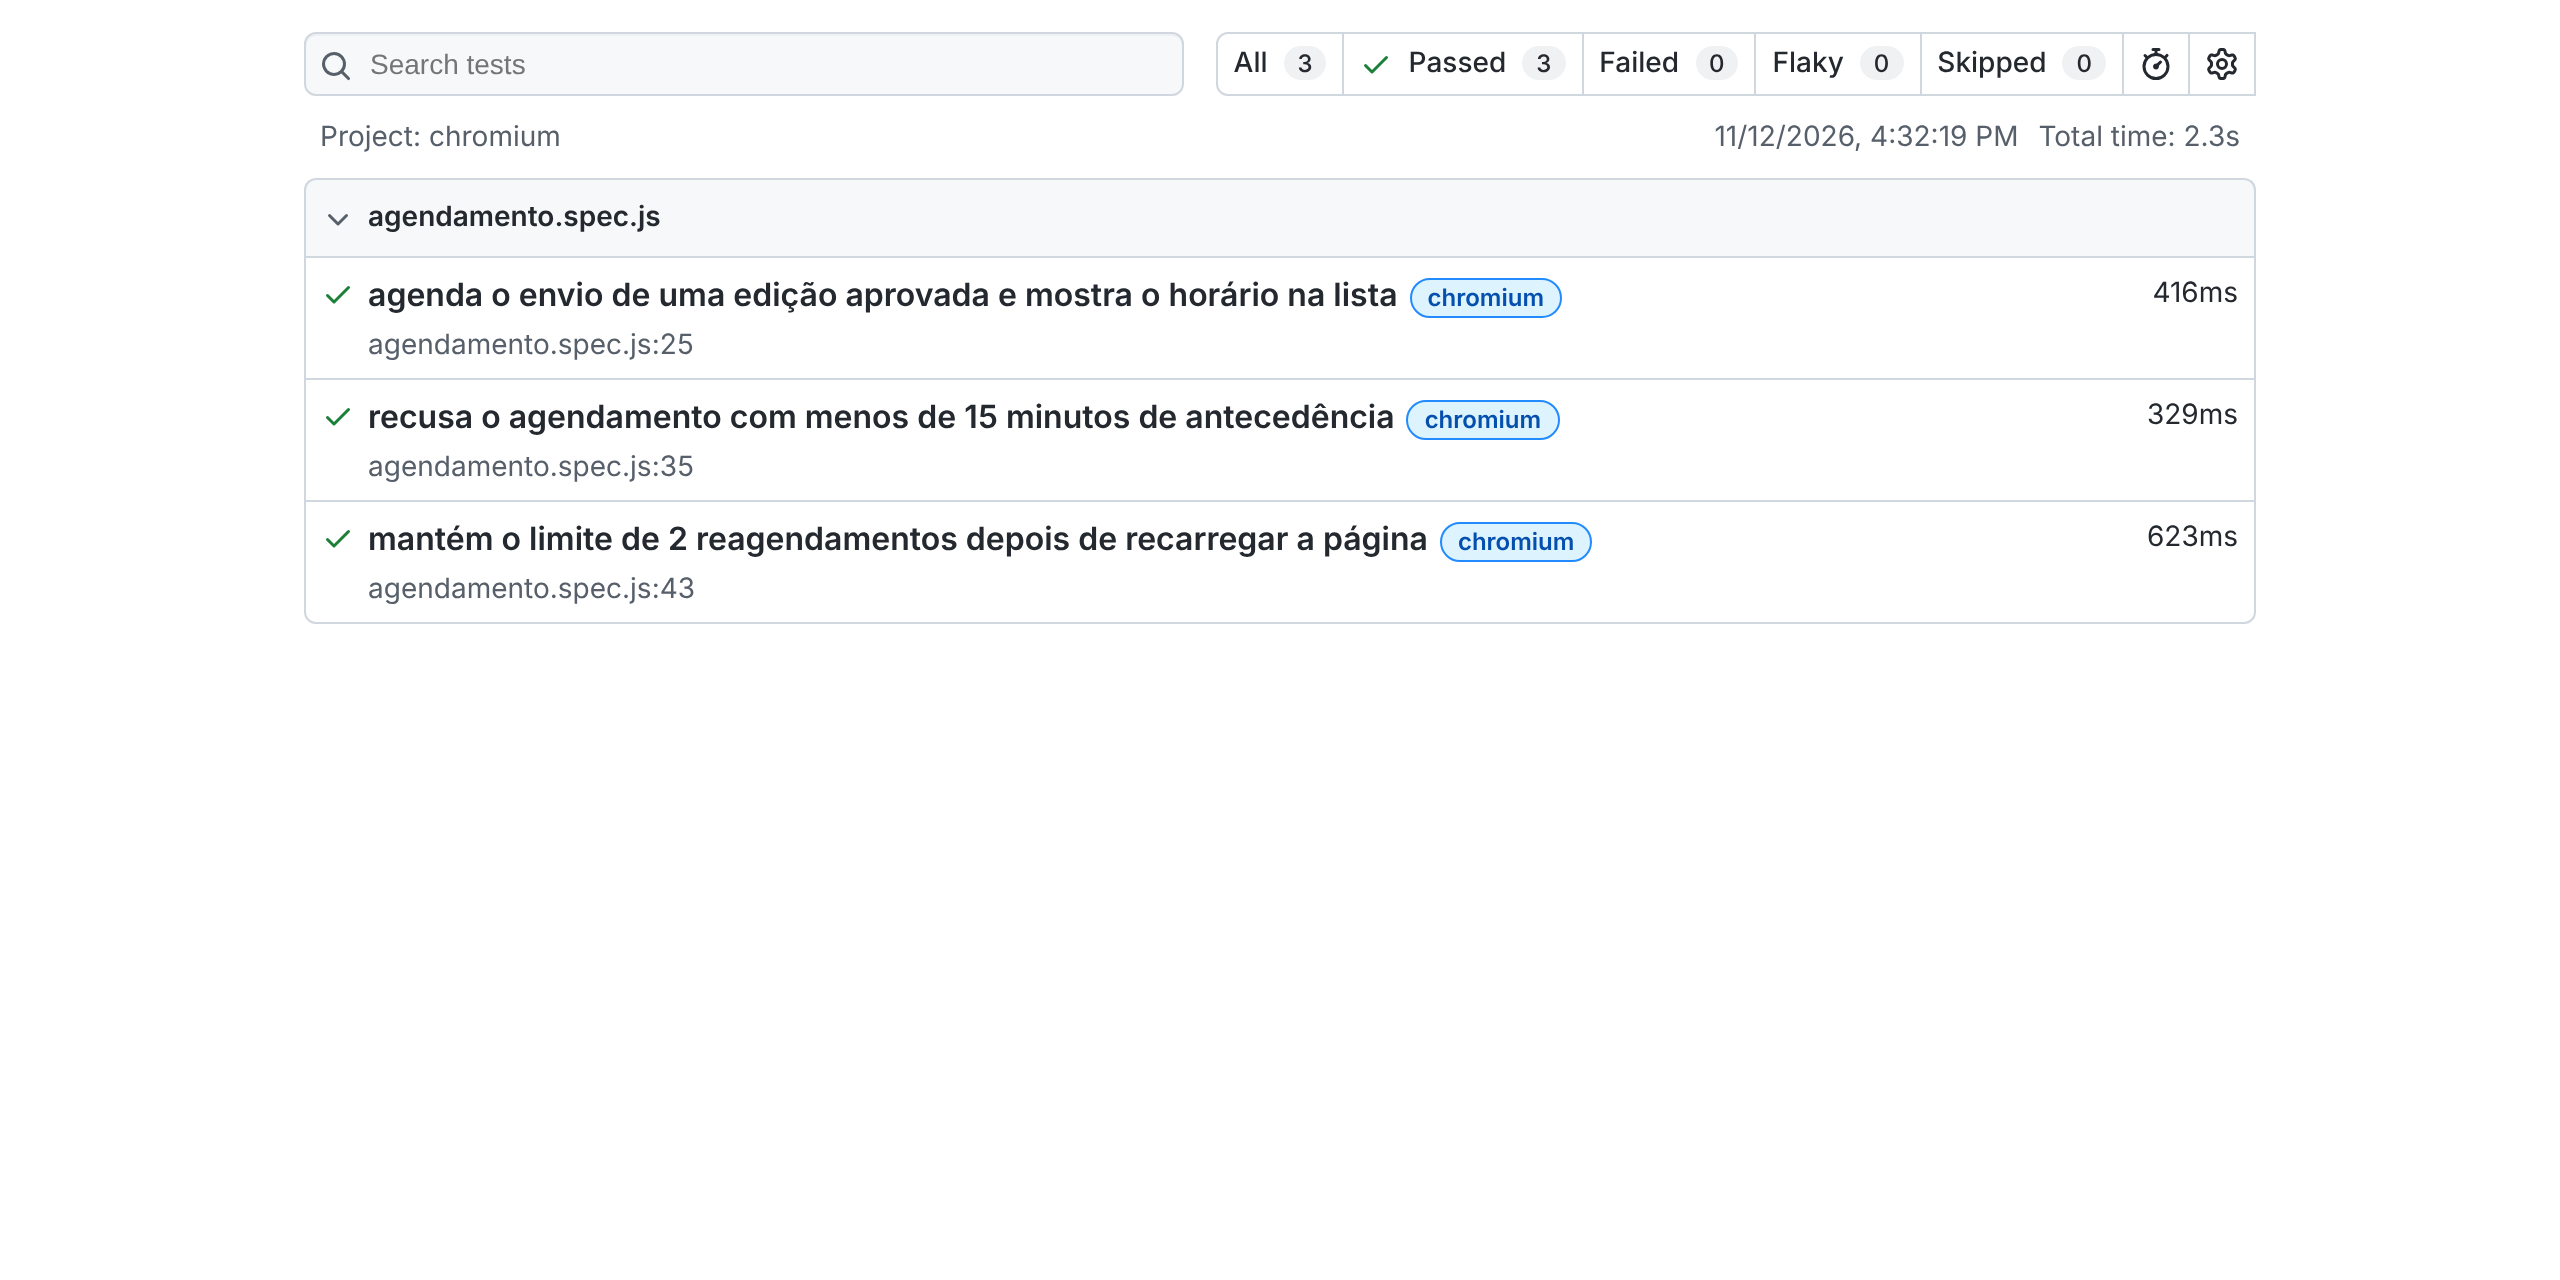 Search tests
All 3 Passed 3 Failed 0 Flaky 0 Skipped 0
Project: chromium 11/12/2026, 4:32:19 PM Total time: 2.3s
agendamento.spec.js
agenda o envio de uma edição aprovada e mostra o horário na lista chromium 416ms
agendamento.spec.js:25
recusa o agendamento com menos de 15 minutos de antecedência chromium 329ms
agendamento.spec.js:35
mantém o limite de 2 reagendamentos depois de recarregar a página chromium 623ms
agendamento.spec.js:43